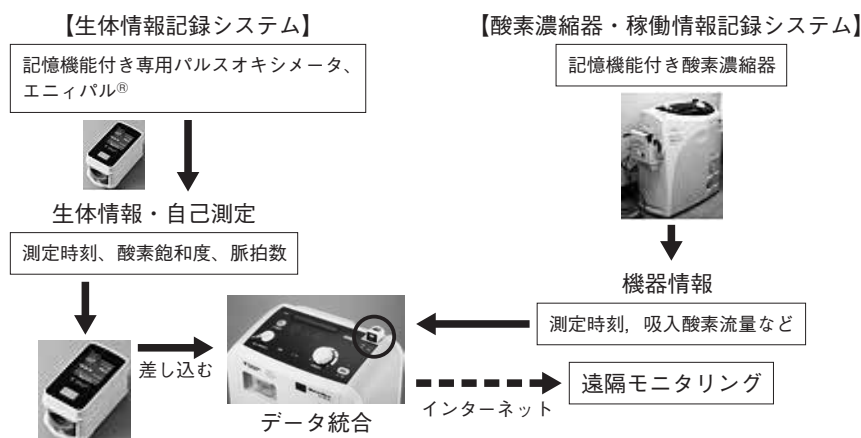 【生体情報記録システム】
記憶機能付き専用パルスオキシメータ、
エニィパル®
生体情報・自己測定
測定時刻、酸素飽和度、脈拍数
差し込む
データ統合
【酸素濃縮器・稼働情報記録システム】
記憶機能付き酸素濃縮器
機器情報
測定時刻，吸入酸素流量など
インターネット
遠隔モニタリング